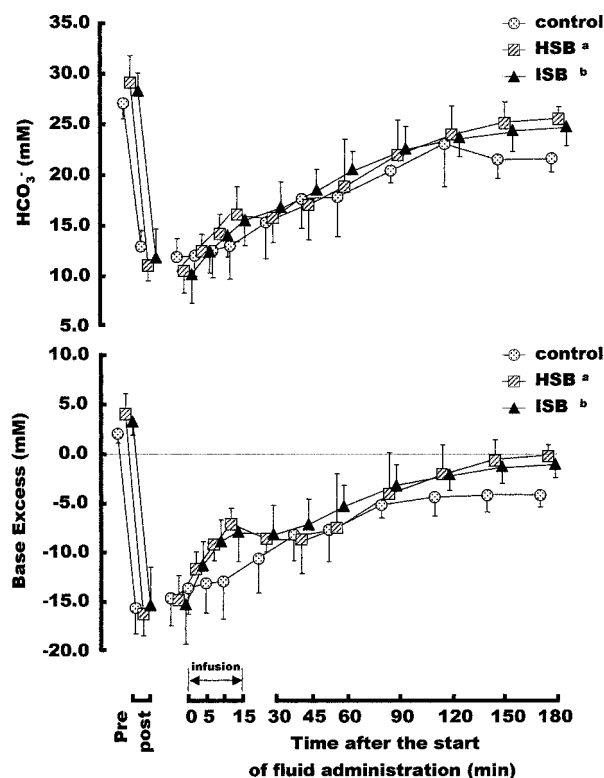 control
HSB a
ISB b
35.0
30.0
25.0
20.0
15.0
10.0
5.0
HCO3- (mM)
control
HSB a
ISB b
10.0
5.0
0.0
-5.0
-10.0
-15.0
-20.0
Base Excess (mM)
infusion
Pre
post
0 5 15 30 45 60 90 120 150 180
Time after the start
of fluid administration (min)